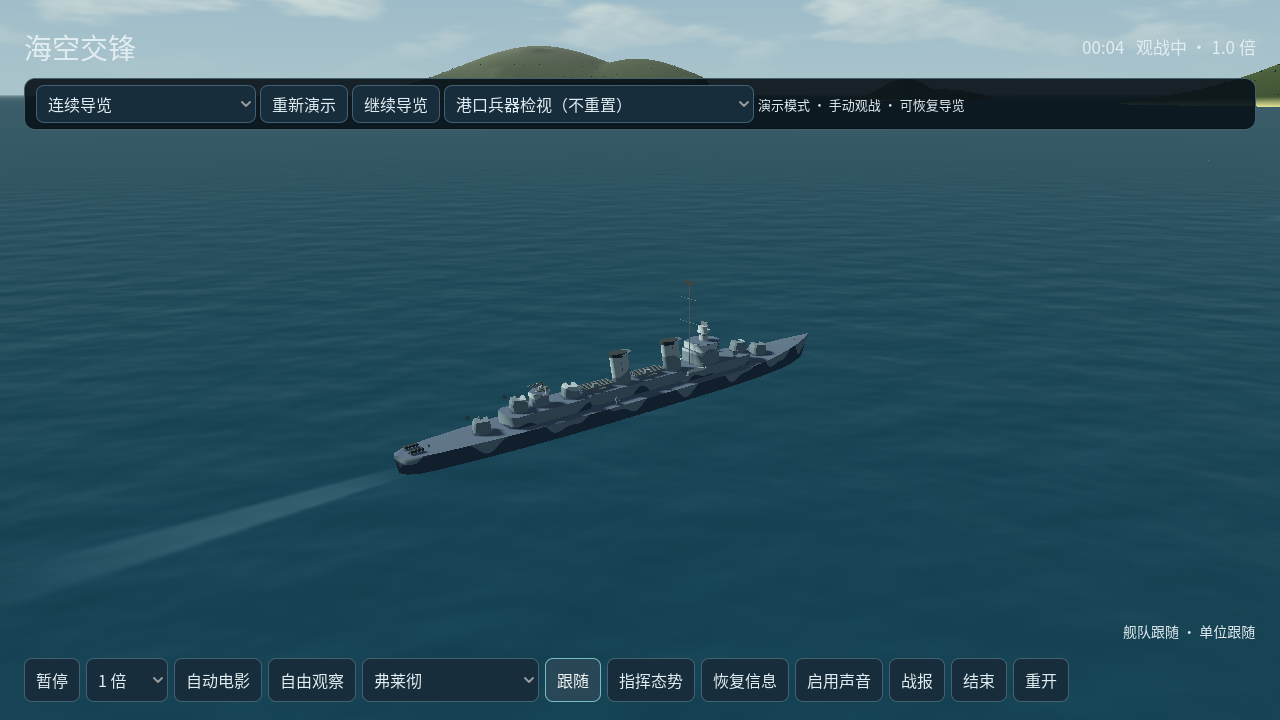 海空交锋
00:04 观战中 · 1.0 倍
连续导览 重新演示 继续导览 港口兵器检视（不重置） 演示模式 · 手动观战 · 可恢复导览
舰队跟随 · 单位跟随
暂停 1 倍 自动电影 自由观察 弗莱彻 跟随 指挥态势 恢复信息 启用声音 战报 结束 重开